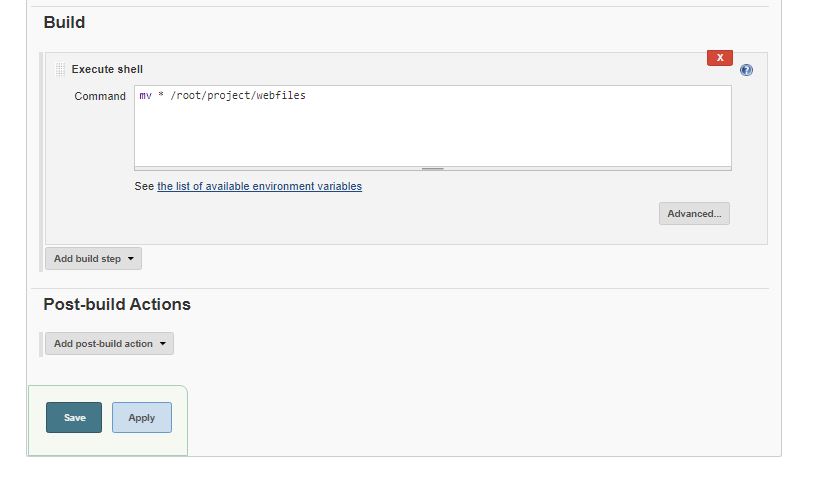 Build
Execute shell
X
?
Command
mv * /root/project/webfiles
See the list of available environment variables
Advanced...
Add build step
Post-build Actions
Add post-build action
Save
Apply